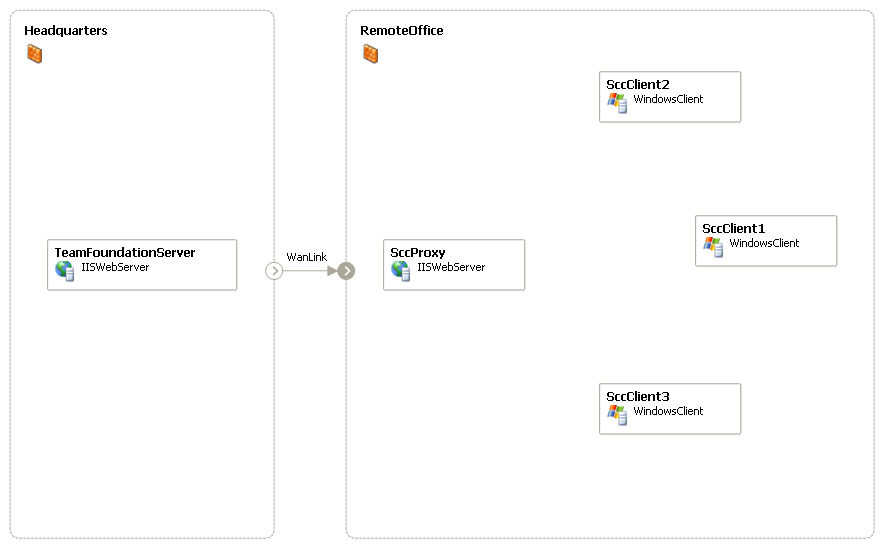 Headquarters
RemoteOffice
SccClient2
WindowsClient
SccClient1
WindowsClient
TeamFoundationServer
IISWebServer
WanLink
SccProxy
IISWebServer
SccClient3
WindowsClient